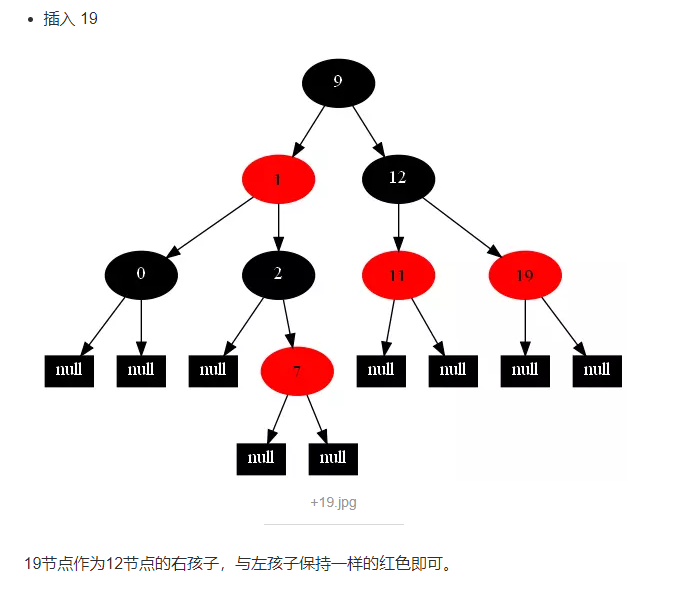 插入 19
9
1 12
0 2 11 19
null null null 7 null null null null
null null
+19.jpg
19节点作为12节点的右孩子，与左孩子保持一样的红色即可。